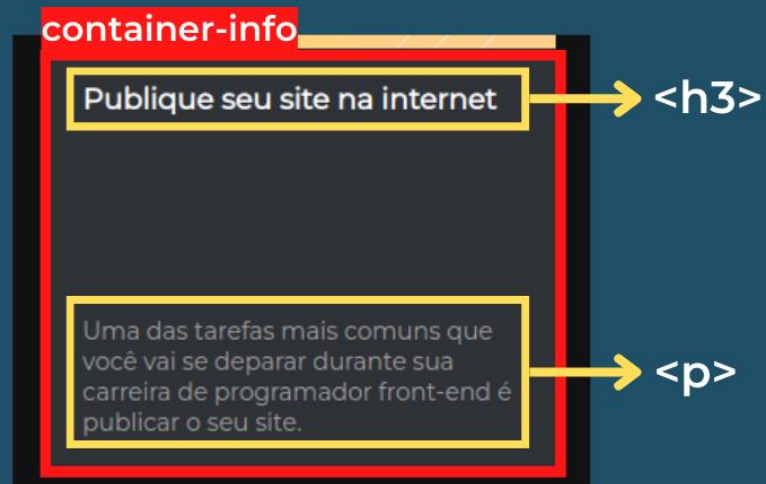 container-info
Publique seu site na internet
<h3>
Uma das tarefas mais comuns que
você vai se deparar durante sua
carreira de programador front-end é
publicar o seu site.
<p>